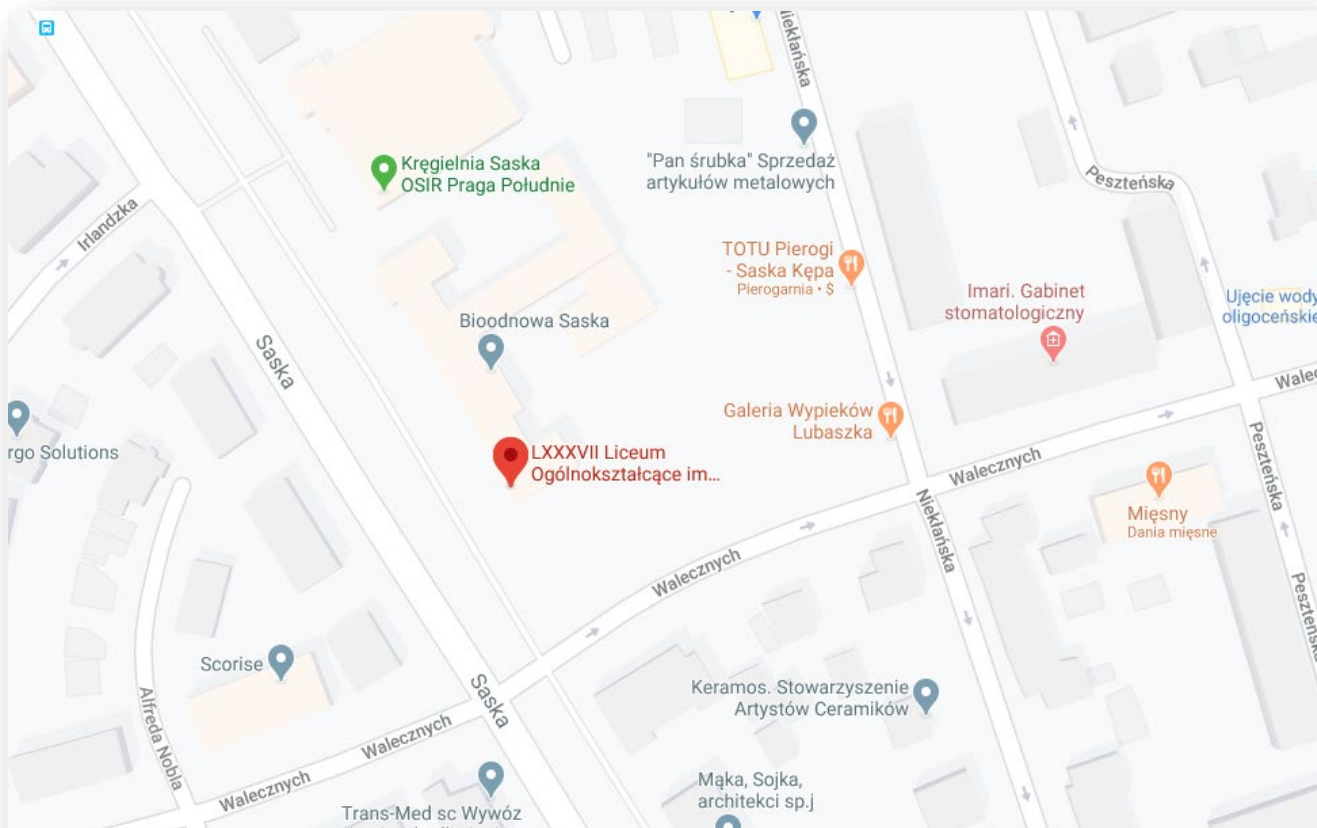 Niekłańska
Kręgielnia Saska
OSIR Praga Południe
"Pan śrubka" Sprzedaż
artykułów metalowych
Peszteńska
Irlandzka
TOTU Pierogi
- Saska Kępa
Pierogarnia • $
Imari. Gabinet
stomatologiczny
Ujęcie wody
oligoceńskie
Bioodnowa Saska
Saska
Walec
Galeria Wypieków
Lubaszka
rgo Solutions
LXXXVII Liceum
Ogólnokształcące im...
Peszteńska
Walecznych
Niekłańska
Mięsny
Dania mięsne
Walecznych
Peszteńska
Scorise
Saska
Keramos. Stowarzyszenie
Artystów Ceramików
Alfreda Nobla
Walecznych
Walecznych
Mąka, Sojka,
architekci sp.j
Trans-Med sc Wywóz